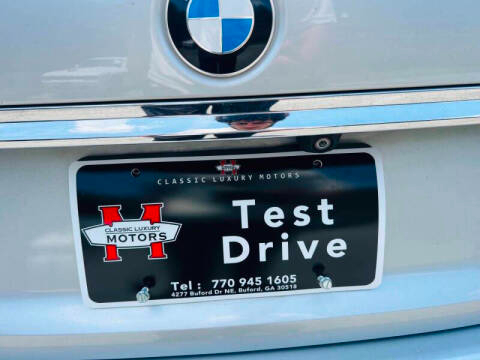 CLASSIC LUXURY MOTORS
CLASSIC LUXURY
MOTORS
Test
Drive
Tel : 770 945 1605
4277 Buford Dr NE, Buford, GA 30518